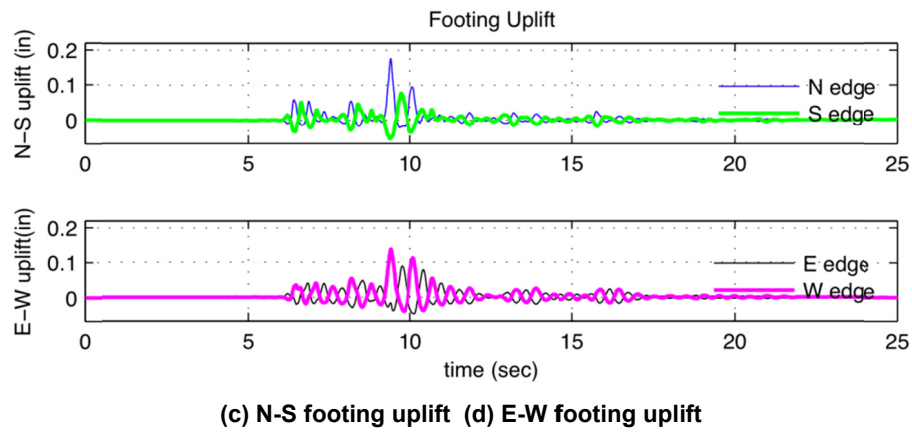 Footing Uplift
N–S uplift (in)
0.2
0.1
0
N edge
S edge
0 5 10 15 20 25
E–W uplift(in)
0.2
0.1
0
E edge
W edge
0 5 10 15 20 25
time (sec)
(c) N-S footing uplift (d) E-W footing uplift